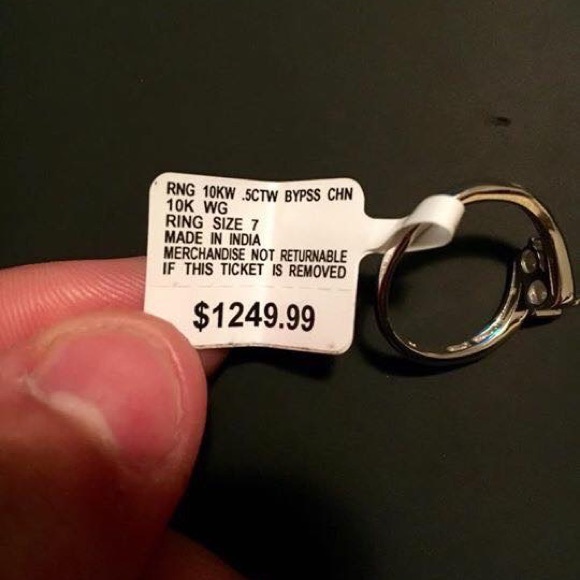 RNG 10KW .5CTW BYPSS CHN
10K WG
RING SIZE 7
MADE IN INDIA
MERCHANDISE NOT RETURNABLE
IF THIS TICKET IS REMOVED
$1249.99